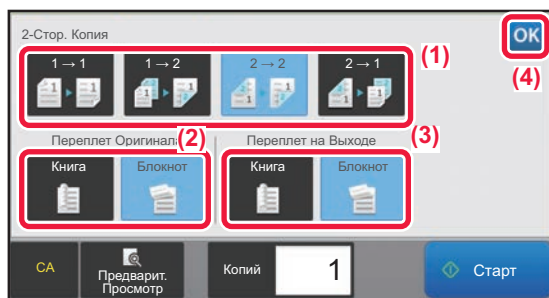 2-Стор. Копия
OK
1 → 1
1 → 2
2 → 2
2 → 1
(1)
(4)
Переплет Оригинала
(2)
Переплет на Выходе
(3)
Книга
Блокнот
Книга
Блокнот
CA
Предварит.
Просмотр
Копий
1
Старт